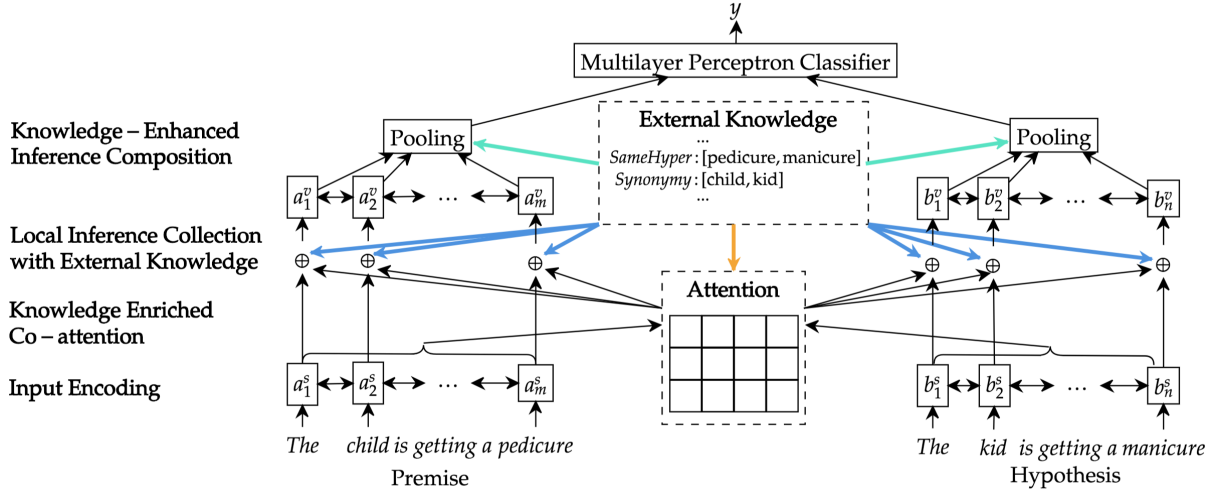 y
Multilayer Perceptron Classifier
Knowledge – Enhanced
Inference Composition
Pooling
External Knowledge
...
SameHyper: [pedicure, manicure]
Synonymy: [child, kid]
...
Pooling
a₁ᵛ a₂ᵛ ... aₘᵛ
b₁ᵛ b₂ᵛ ... bₙᵛ
Local Inference Collection
with External Knowledge
⊕ ⊕ ⊕
⊕ ⊕ ⊕
Attention
Knowledge Enriched
Co – attention
Input Encoding
a₁ˢ a₂ˢ ... aₘˢ
b₁ˢ b₂ˢ ... bₙˢ
The child is getting a pedicure
Premise
The kid is getting a manicure
Hypothesis